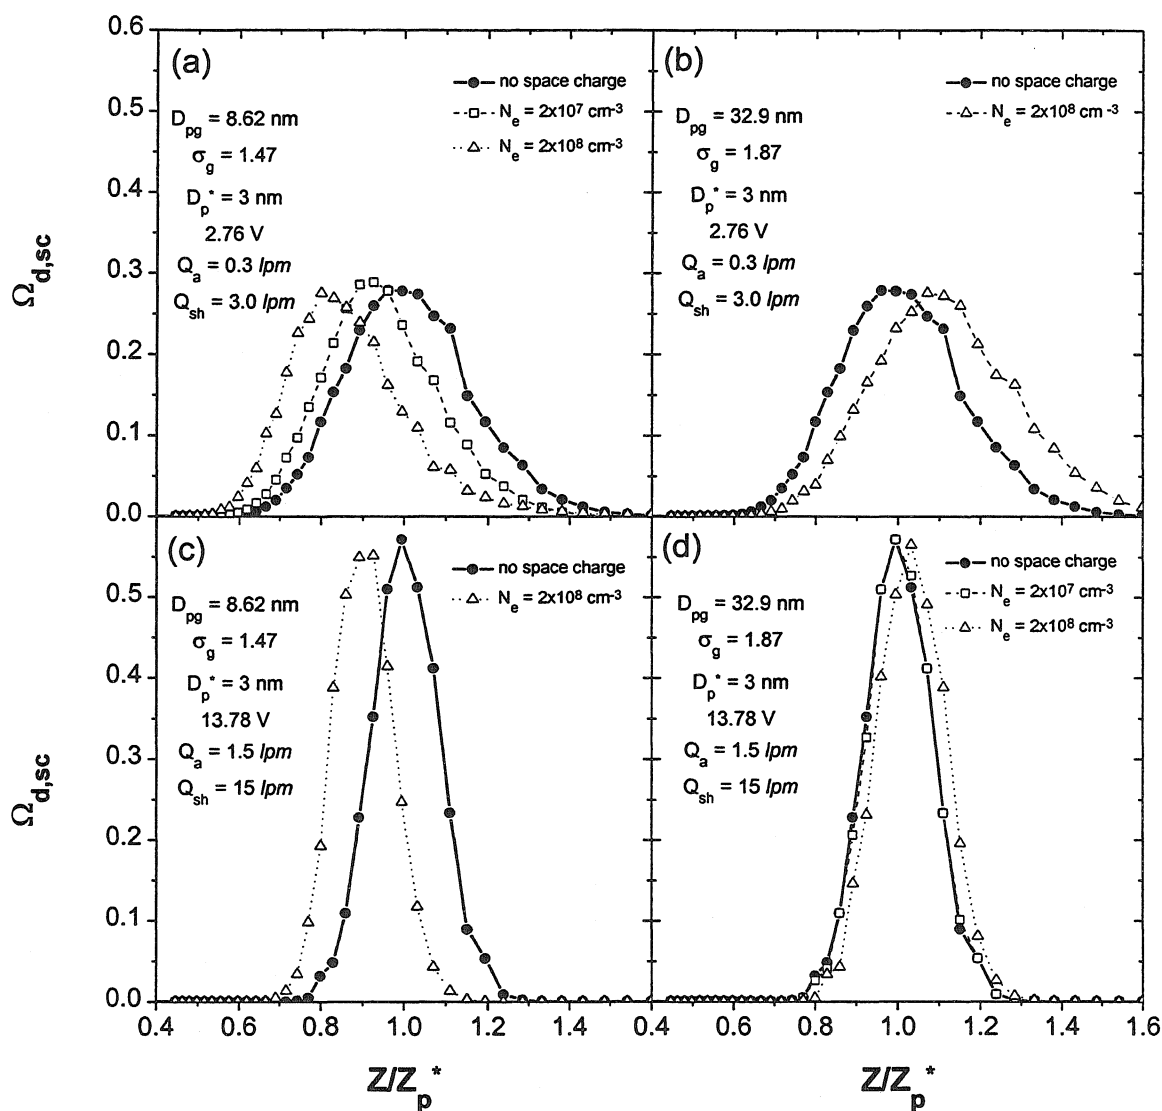 0.6
(a)
no space charge
N_e = 2x10^7 cm^-3
N_e = 2x10^8 cm^-3
D_pg = 8.62 nm
σ_g = 1.47
D_p^* = 3 nm
2.76 V
Q_a = 0.3 lpm
Q_sh = 3.0 lpm
0.5
0.4
0.3
0.2
0.1
0.0
Ω_d,sc
(b)
no space charge
N_e = 2x10^8 cm^-3
D_pg = 32.9 nm
σ_g = 1.87
D_p^* = 3 nm
2.76 V
Q_a = 0.3 lpm
Q_sh = 3.0 lpm
(c)
no space charge
N_e = 2x10^8 cm^-3
D_pg = 8.62 nm
σ_g = 1.47
D_p^* = 3 nm
13.78 V
Q_a = 1.5 lpm
Q_sh = 15 lpm
0.5
0.4
0.3
0.2
0.1
0.0
Ω_d,sc
(d)
no space charge
N_e = 2x10^7 cm^-3
N_e = 2x10^8 cm^-3
D_pg = 32.9 nm
σ_g = 1.87
D_p^* = 3 nm
13.78 V
Q_a = 1.5 lpm
Q_sh = 15 lpm
0.4 0.6 0.8 1.0 1.2 1.4 0.4 0.6 0.8 1.0 1.2 1.4 1.6
Z/Z_p^* Z/Z_p^*